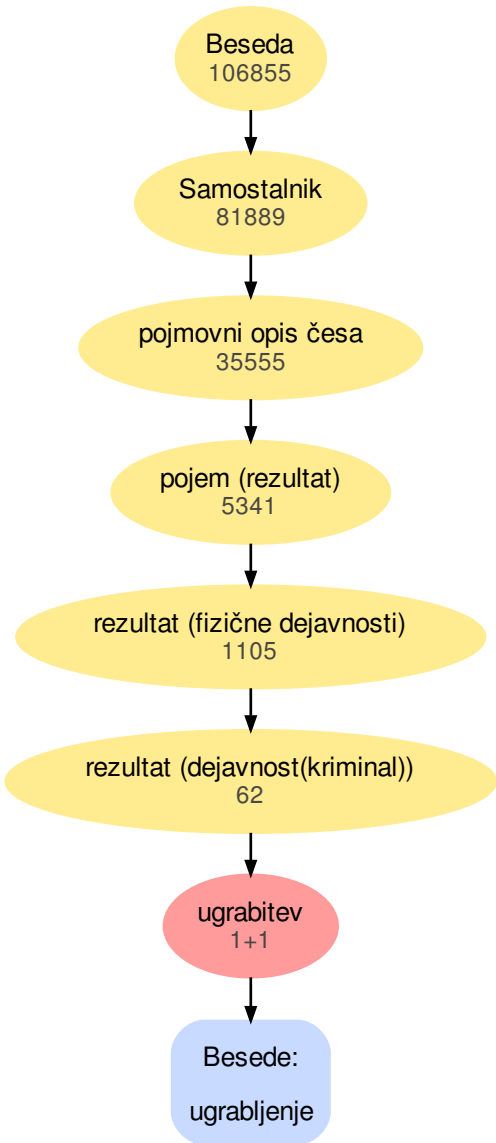 Beseda
106855
Samostalnik
81889
pojmovni opis česa
35555
pojem (rezultat)
5341
rezultat (fizične dejavnosti)
1105
rezultat (dejavnost(kriminal))
62
ugrabitev
1+1
Besede:
ugrabljenje